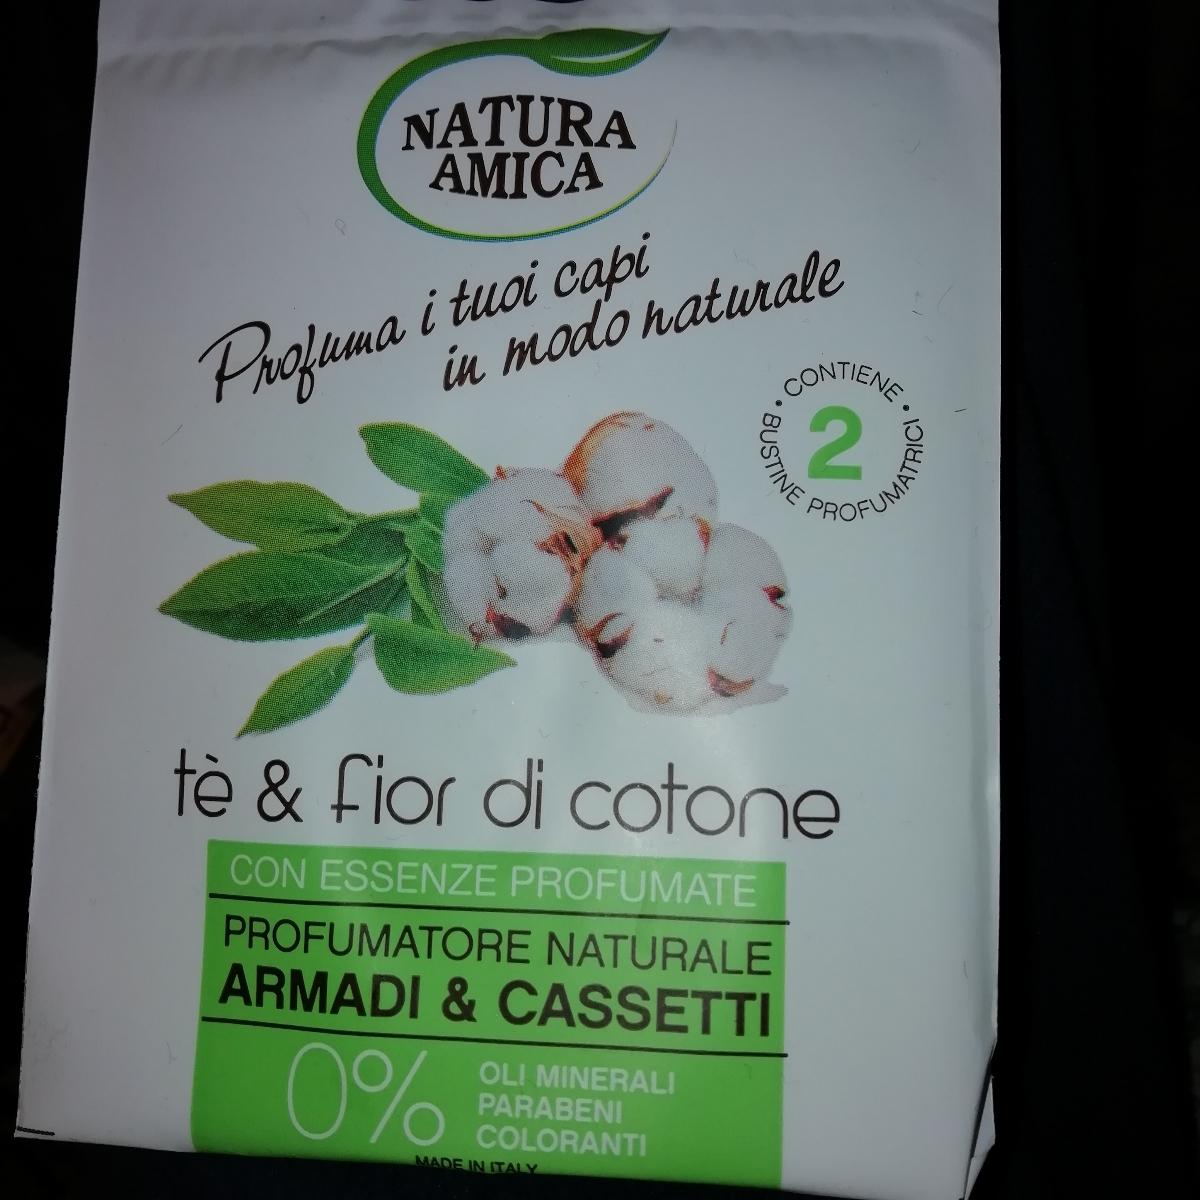 NATURA
AMICA
Profuma i tuoi capi
in modo naturale
• CONTIENE •
2
BUSTINE PROFUMATRICI
tè & fior di cotone
CON ESSENZE PROFUMATE
PROFUMATORE NATURALE
ARMADI & CASSETTI
0%
OLI MINERALI
PARABENI
COLORANTI
MADE IN ITALY